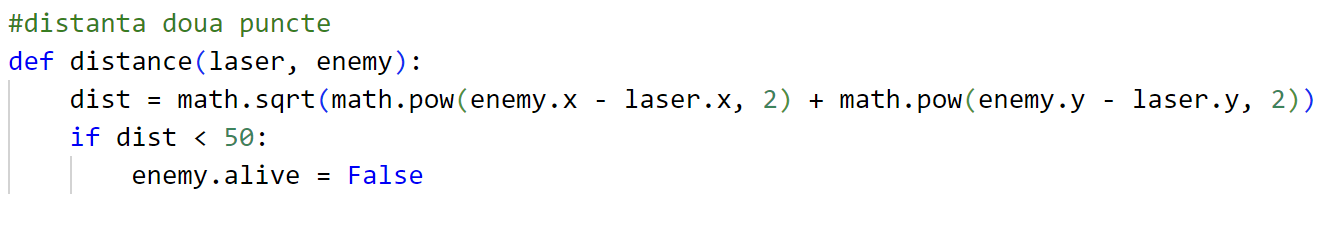 #distanta doua puncte
def distance(laser, enemy):
    dist = math.sqrt(math.pow(enemy.x - laser.x, 2) + math.pow(enemy.y - laser.y, 2))
    if dist < 50:
        enemy.alive = False